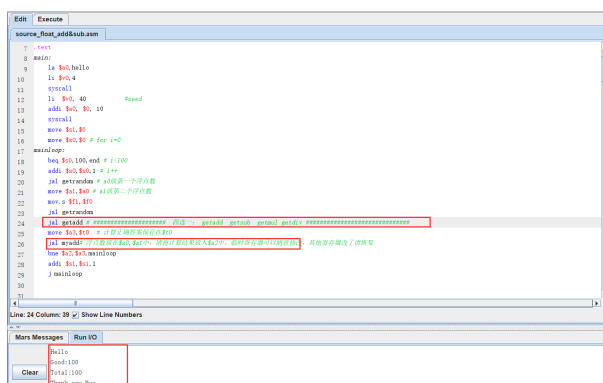 Edit Execute
source_float_add&sub.asm
7 .text
8 main:
9 la $a0,hello
10 li $v0,4
11 syscall
12 li $v0, 40 #seed
13 addi $a0, $0, 10
14 syscall
15 move $s1,$0
16 move $s0,$0 # for i=0
17 mainloop:
18 beq $s0,100,end # i<100
19 addi $s0,$s0,1 # i++
20 jal getrandom # a0放第一个浮点数
21 move $a1,$a0 # a1放第二个浮点数
22 mov.s $f1,$f0
23 jal getrandom
24 jal getadd # ##################### 四选一： getadd getsub getmul getdiv ##############################
25 move $a3,$t0 # 计算正确答案保存在$t0
26 jal myadd# 浮点数放在$a0,$a1中，请将计算结果放入$a2中，临时寄存器可以随意修改，其他寄存器改了请恢复
27 bne $a2,$a3,mainloop
28 addi $s1,$s1,1
29 j mainloop
30
31
Line: 24 Column: 39 Show Line Numbers
Mars Messages Run I/O
Hello
Good:100
Clear Total:100